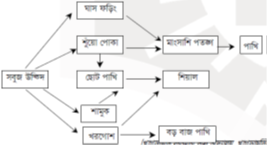 ঘাস ফড়িং
শুঁয়ো পোকা
মাংসাশি পতঙ্গ
পাখি
সবুজ উদ্ভিদ
ছোট পাখি
শিয়াল
শামুক
খরগোশ
বড় বাজ পাখি